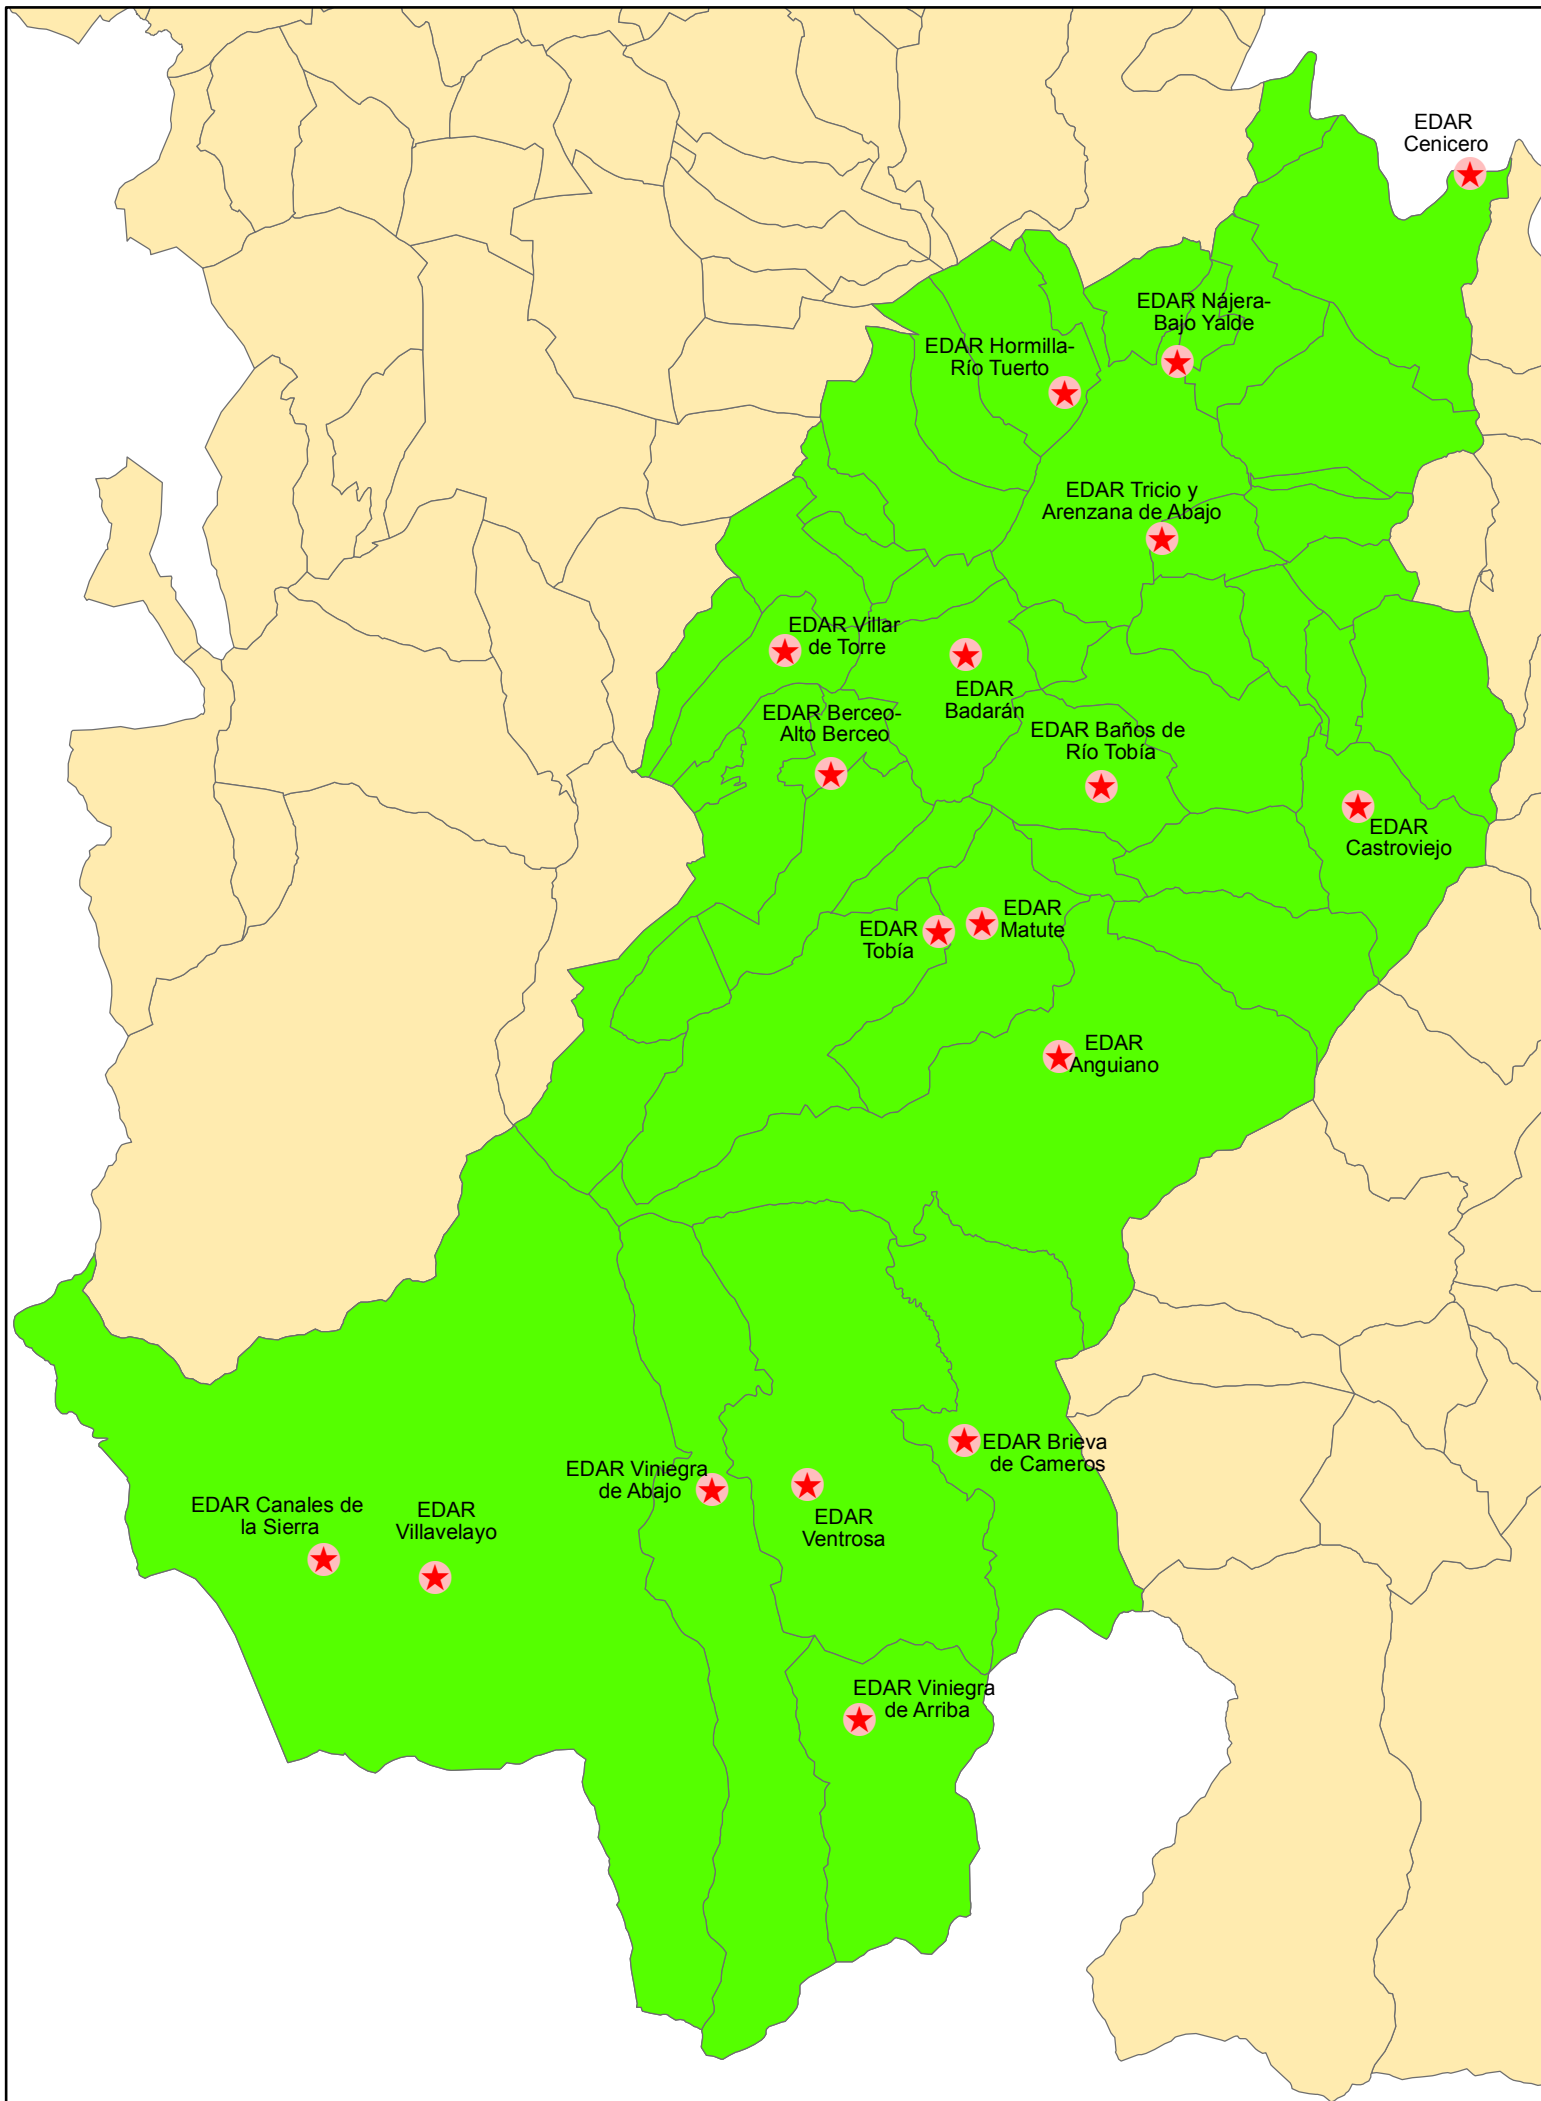 EDAR
Cenicero
EDAR Nájera-
Bajo Yalde
EDAR Hormilla-
Río Tuerto
EDAR Tricio y
Arenzana de Abajo
EDAR Villar
de Torre
EDAR
Badarán
EDAR Berceo-
Alto Berceo
EDAR Baños de
Río Tobía
EDAR
Castroviejo
EDAR
Matute
EDAR
Tobía
EDAR
Anguiano
EDAR Brieva
de Cameros
EDAR Viniegra
de Abajo
EDAR
Ventrosa
EDAR Canales de
la Sierra
EDAR
Villavelayo
EDAR Viniegra
de Arriba